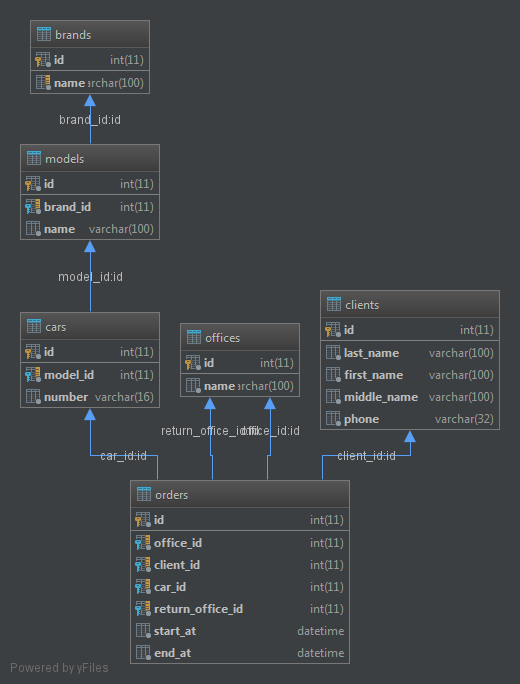 brands
id int(11)
name rchar(100)
brand_id:id
models
id int(11)
brand_id int(11)
name varchar(100)
model_id:id
cars
id int(11)
model_id int(11)
number varchar(16)
offices
id int(11)
name rchar(100)
clients
id int(11)
last_name varchar(100)
first_name varchar(100)
middle_name varchar(100)
phone varchar(32)
return_office_id:id
car_id:id
client_id:id
orders
id int(11)
office_id int(11)
client_id int(11)
car_id int(11)
return_office_id int(11)
start_at datetime
end_at datetime
Powered by yFiles